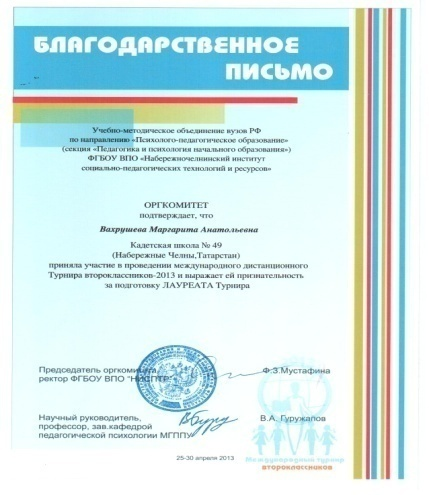 БЛАГОДАРСТВЕННОЕ
ПИСЬМО
Учебно-методическое объединение вузов РФ
по направлению «Психолого-педагогическое образование»
(секция «Педагогика и психология начального образования»)
ФГБОУ ВПО «Набережночелнинский институт
социально-педагогических технологий и ресурсов»
ОРГКОМИТЕТ
подтверждает, что
Вахрушева Маргарита Анатольевна
Кадетская школа № 49
(Набережные Челны,Татарстан)
приняла участие в проведении международного дистанционного
Турнира второклассников-2013 и выражает ей признательность
за подготовку ЛАУРЕАТА Турнира
Председатель оргкомитета
ректор ФГБОУ ВПО "НИСПТР"
Ф.З.Мустафина
Научный руководитель,
профессор, зав.кафедрой
педагогической психологии МГППУ
В.А. Гуружапов
Международный турнир
второклассников
25-30 апреля 2013